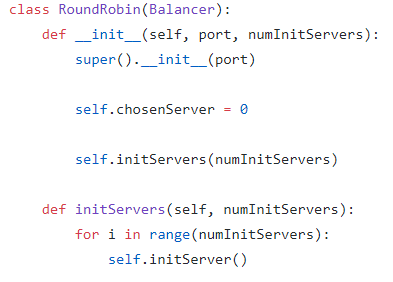 class RoundRobin(Balancer):
    def __init__(self, port, numInitServers):
        super().__init__(port)
        self.chosenServer = 0
        self.initServers(numInitServers)
    def initServers(self, numInitServers):
        for i in range(numInitServers):
            self.initServer()